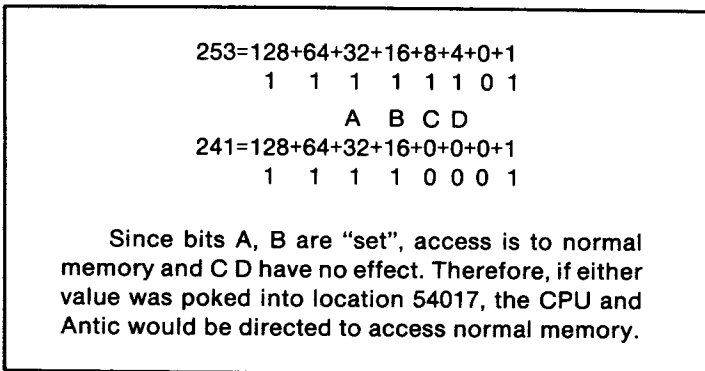 253=128+64+32+16+8+4+0+1
1 1 1 1 1 1 0 1
A B C D
241=128+64+32+16+0+0+0+1
1 1 1 1 0 0 0 1
Since bits A, B are “set”, access is to normal
memory and C D have no effect. Therefore, if either
value was poked into location 54017, the CPU and
Antic would be directed to access normal memory.